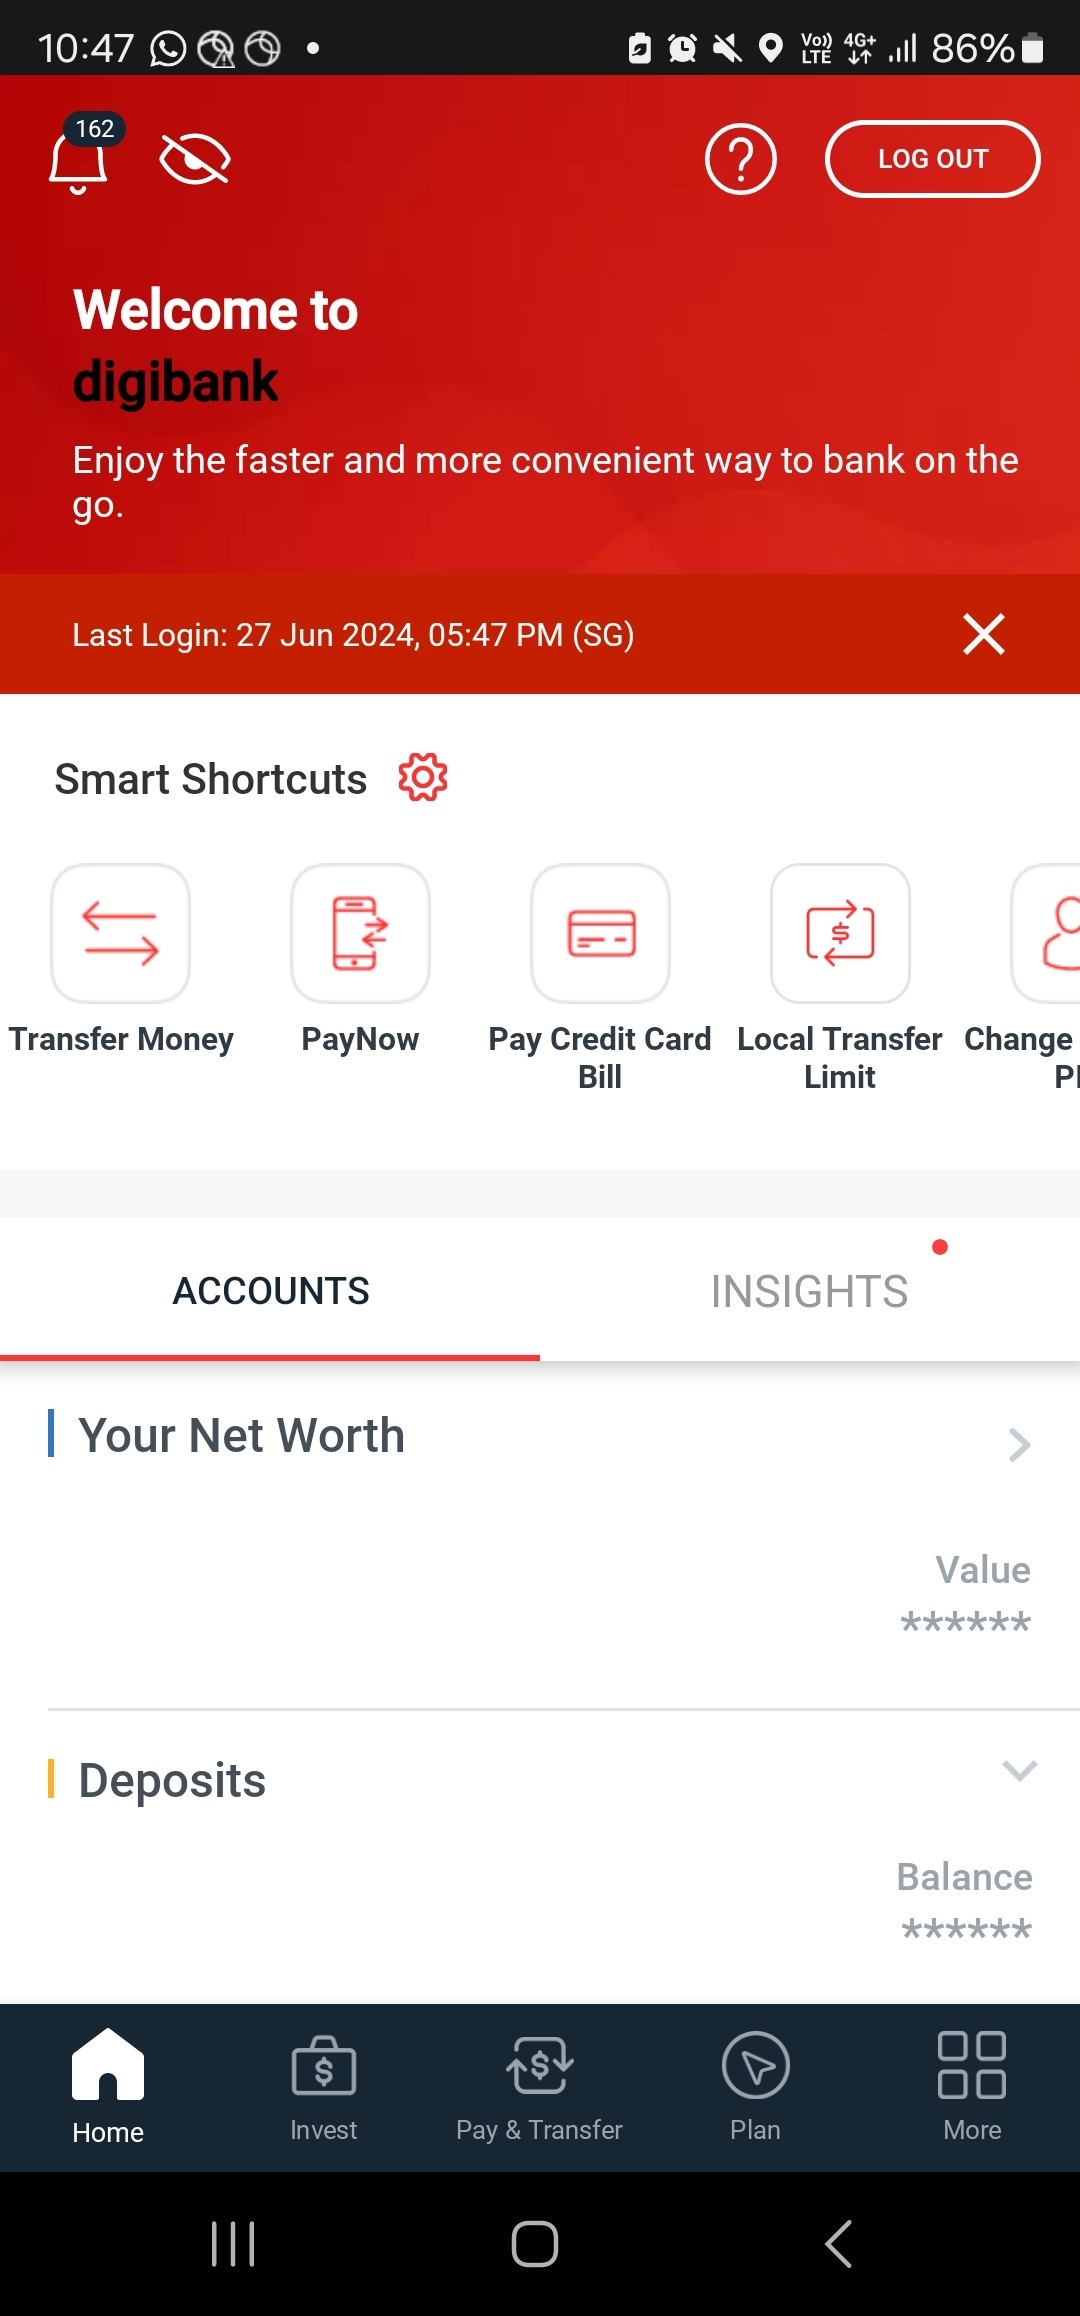 10:47
Vo)) LTE 4G+ 86%
162
LOG OUT
Welcome to
digibank
Enjoy the faster and more convenient way to bank on the
go.
Last Login: 27 Jun 2024, 05:47 PM (SG)
Smart Shortcuts
Transfer Money
PayNow
Pay Credit Card
Bill
Local Transfer
Limit
Change
ACCOUNTS
INSIGHTS
Your Net Worth
Value
******
Deposits
Balance
******
Home
Invest
Pay & Transfer
Plan
More